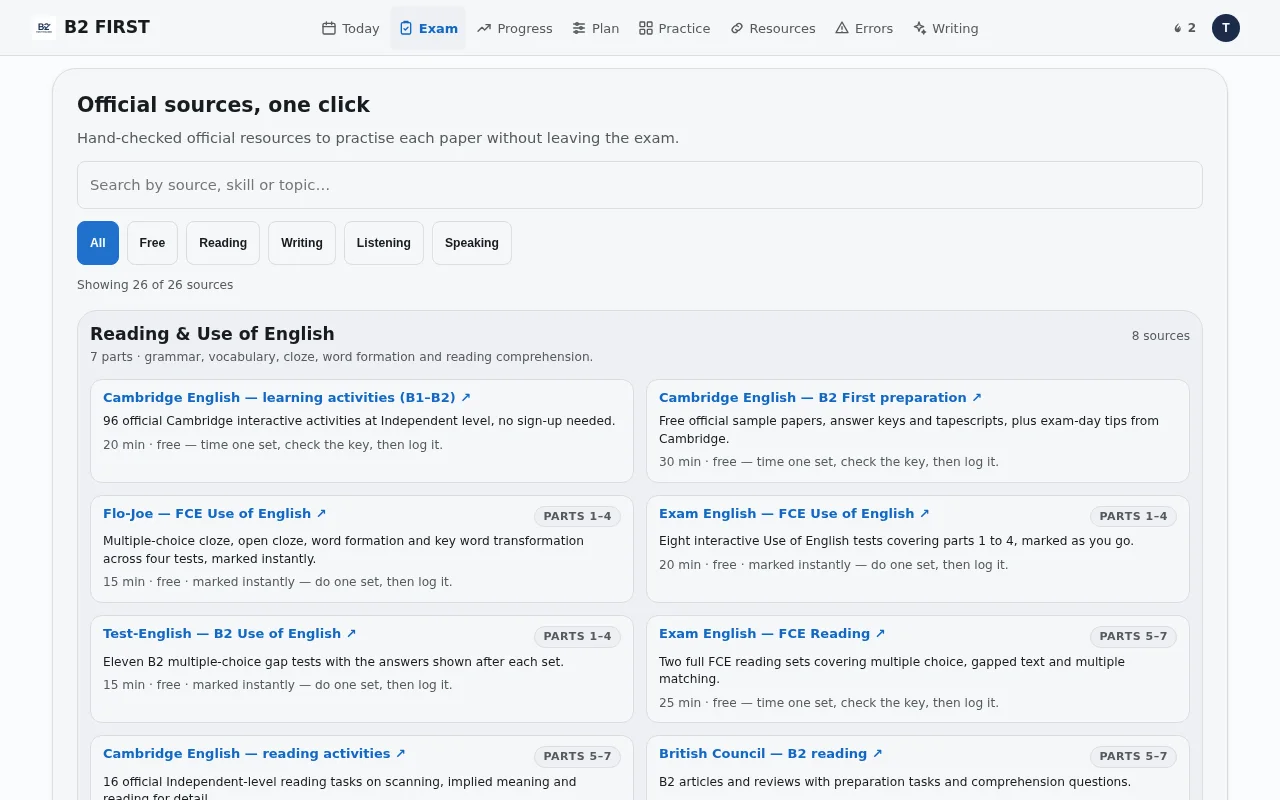 B2 B2 FIRST Today Exam Progress Plan Practice Resources Errors Writing 2 T
Official sources, one click
Hand-checked official resources to practise each paper without leaving the exam.
Search by source, skill or topic...
All Free Reading Writing Listening Speaking
Showing 26 of 26 sources
Reading & Use of English
8 sources
7 parts · grammar, vocabulary, cloze, word formation and reading comprehension.
Cambridge English — learning activities (B1–B2) ↗
96 official Cambridge interactive activities at Independent level, no sign-up needed.
20 min · free — time one set, check the key, then log it.
Cambridge English — B2 First preparation ↗
Free official sample papers, answer keys and tapescripts, plus exam-day tips from
Cambridge.
30 min · free — time one set, check the key, then log it.
Flo-Joe — FCE Use of English ↗
PARTS 1–4
Multiple-choice cloze, open cloze, word formation and key word transformation
across four tests, marked instantly.
15 min · free · marked instantly — do one set, then log it.
Exam English — FCE Use of English ↗
PARTS 1–4
Eight interactive Use of English tests covering parts 1 to 4, marked as you go.
20 min · free · marked instantly — do one set, then log it.
Test-English — B2 Use of English ↗
PARTS 1–4
Eleven B2 multiple-choice gap tests with the answers shown after each set.
15 min · free · marked instantly — do one set, then log it.
Exam English — FCE Reading ↗
PARTS 5–7
Two full FCE reading sets covering multiple choice, gapped text and multiple
matching.
25 min · free — time one set, check the key, then log it.
Cambridge English — reading activities ↗
PARTS 5–7
16 official Independent-level reading tasks on scanning, implied meaning and
reading for detail.
British Council — B2 reading ↗
PARTS 5–7
B2 articles and reviews with preparation tasks and comprehension questions.